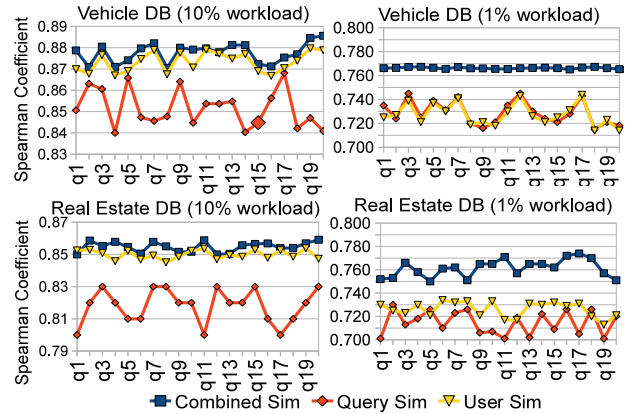 Vehicle DB (10% workload)
Spearman Coefficient
0.89
0.88
0.87
0.86
0.85
0.84
0.83
q1
q3
q5
q7
q9
q11
q13
q15
q17
q19
Vehicle DB (1% workload)
0.800
0.780
0.760
0.740
0.720
0.700
q1
q3
q5
q7
q9
q11
q13
q15
q17
q19
Real Estate DB (10% workload)
Spearman Coefficient
0.87
0.85
0.83
0.81
0.79
q1
q3
q5
q7
q9
q11
q13
q15
q17
q19
Real Estate DB (1% workload)
0.800
0.780
0.760
0.740
0.720
0.700
q1
q3
q5
q7
q9
q11
q13
q15
q17
q19
Combined Sim Query Sim User Sim